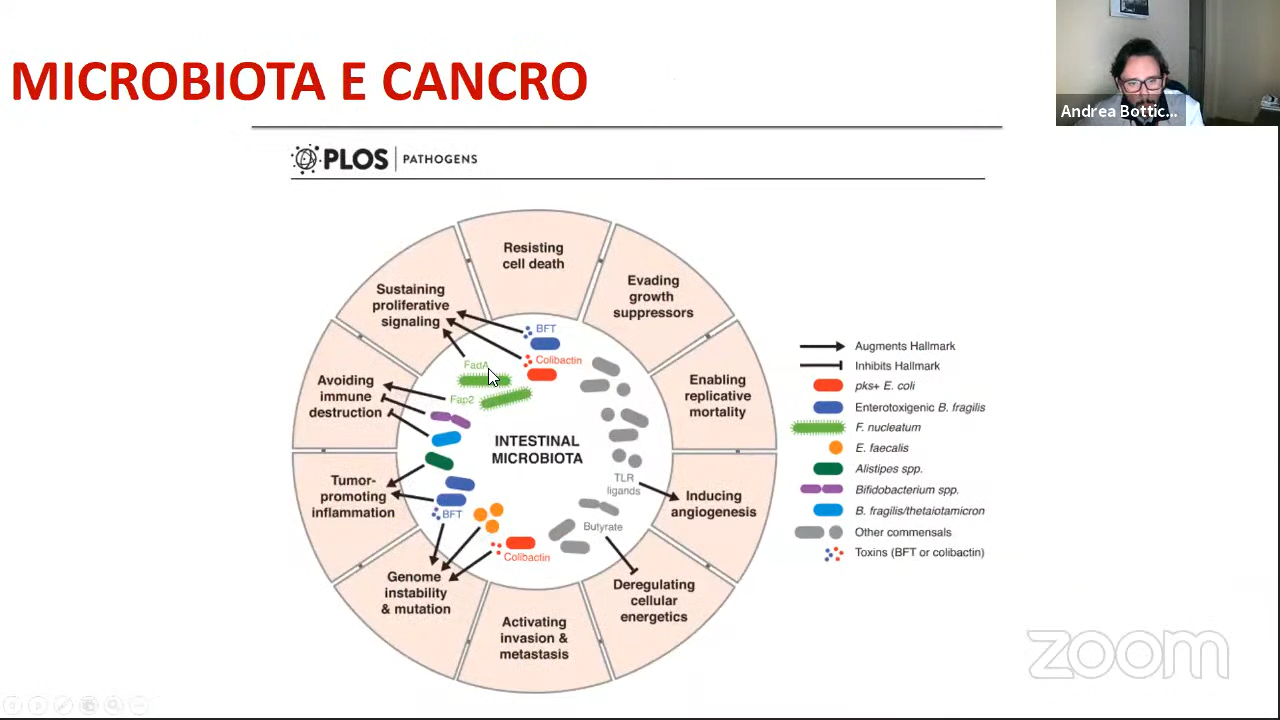 MICROBIOTA E CANCRO
Andrea Bottic...
PLOS | PATHOGENS
Resisting
cell death
Evading
growth
suppressors
Sustaining
proliferative
signaling
BFT
Colibactin
FadA
Avoiding
immune
destruction
Fap2
Enabling
replicative
mortality
INTESTINAL
MICROBIOTA
TLR
ligands
Tumor-
promoting
inflammation
Inducing
angiogenesis
BFT
Butyrate
Colibactin
Genome
instability
& mutation
Deregulating
cellular
energetics
Activating
invasion &
metastasis
Augments Hallmark
Inhibits Hallmark
pks+ E. coli
Enterotoxigenic B. fragilis
F. nucleatum
E. faecalis
Alistipes spp.
Bifidobacterium spp.
B. fragilis/thetaiotamicron
Other commensals
Toxins (BFT or colibactin)
zoom